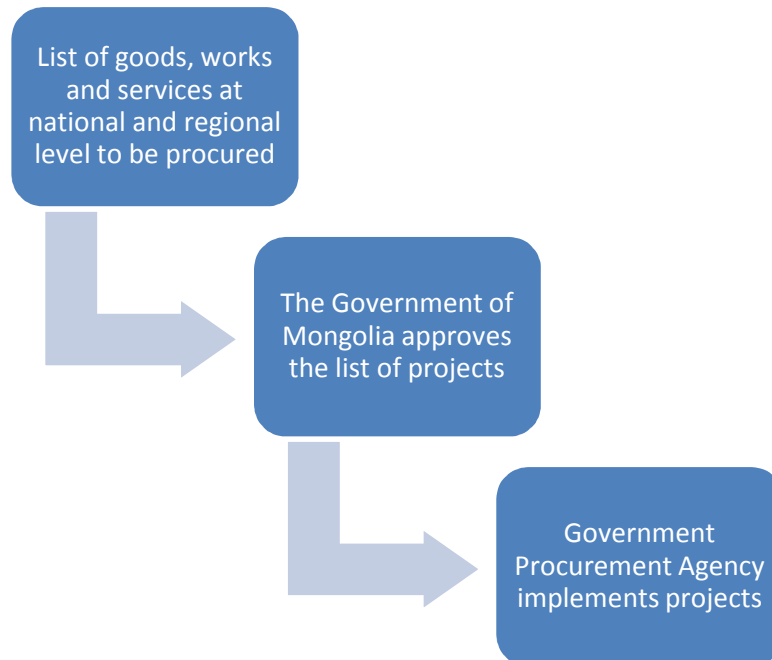 List of goods, works
and services at
national and regional
level to be procured
The Government of
Mongolia approves
the list of projects
Government
Procurement Agency
implements projects